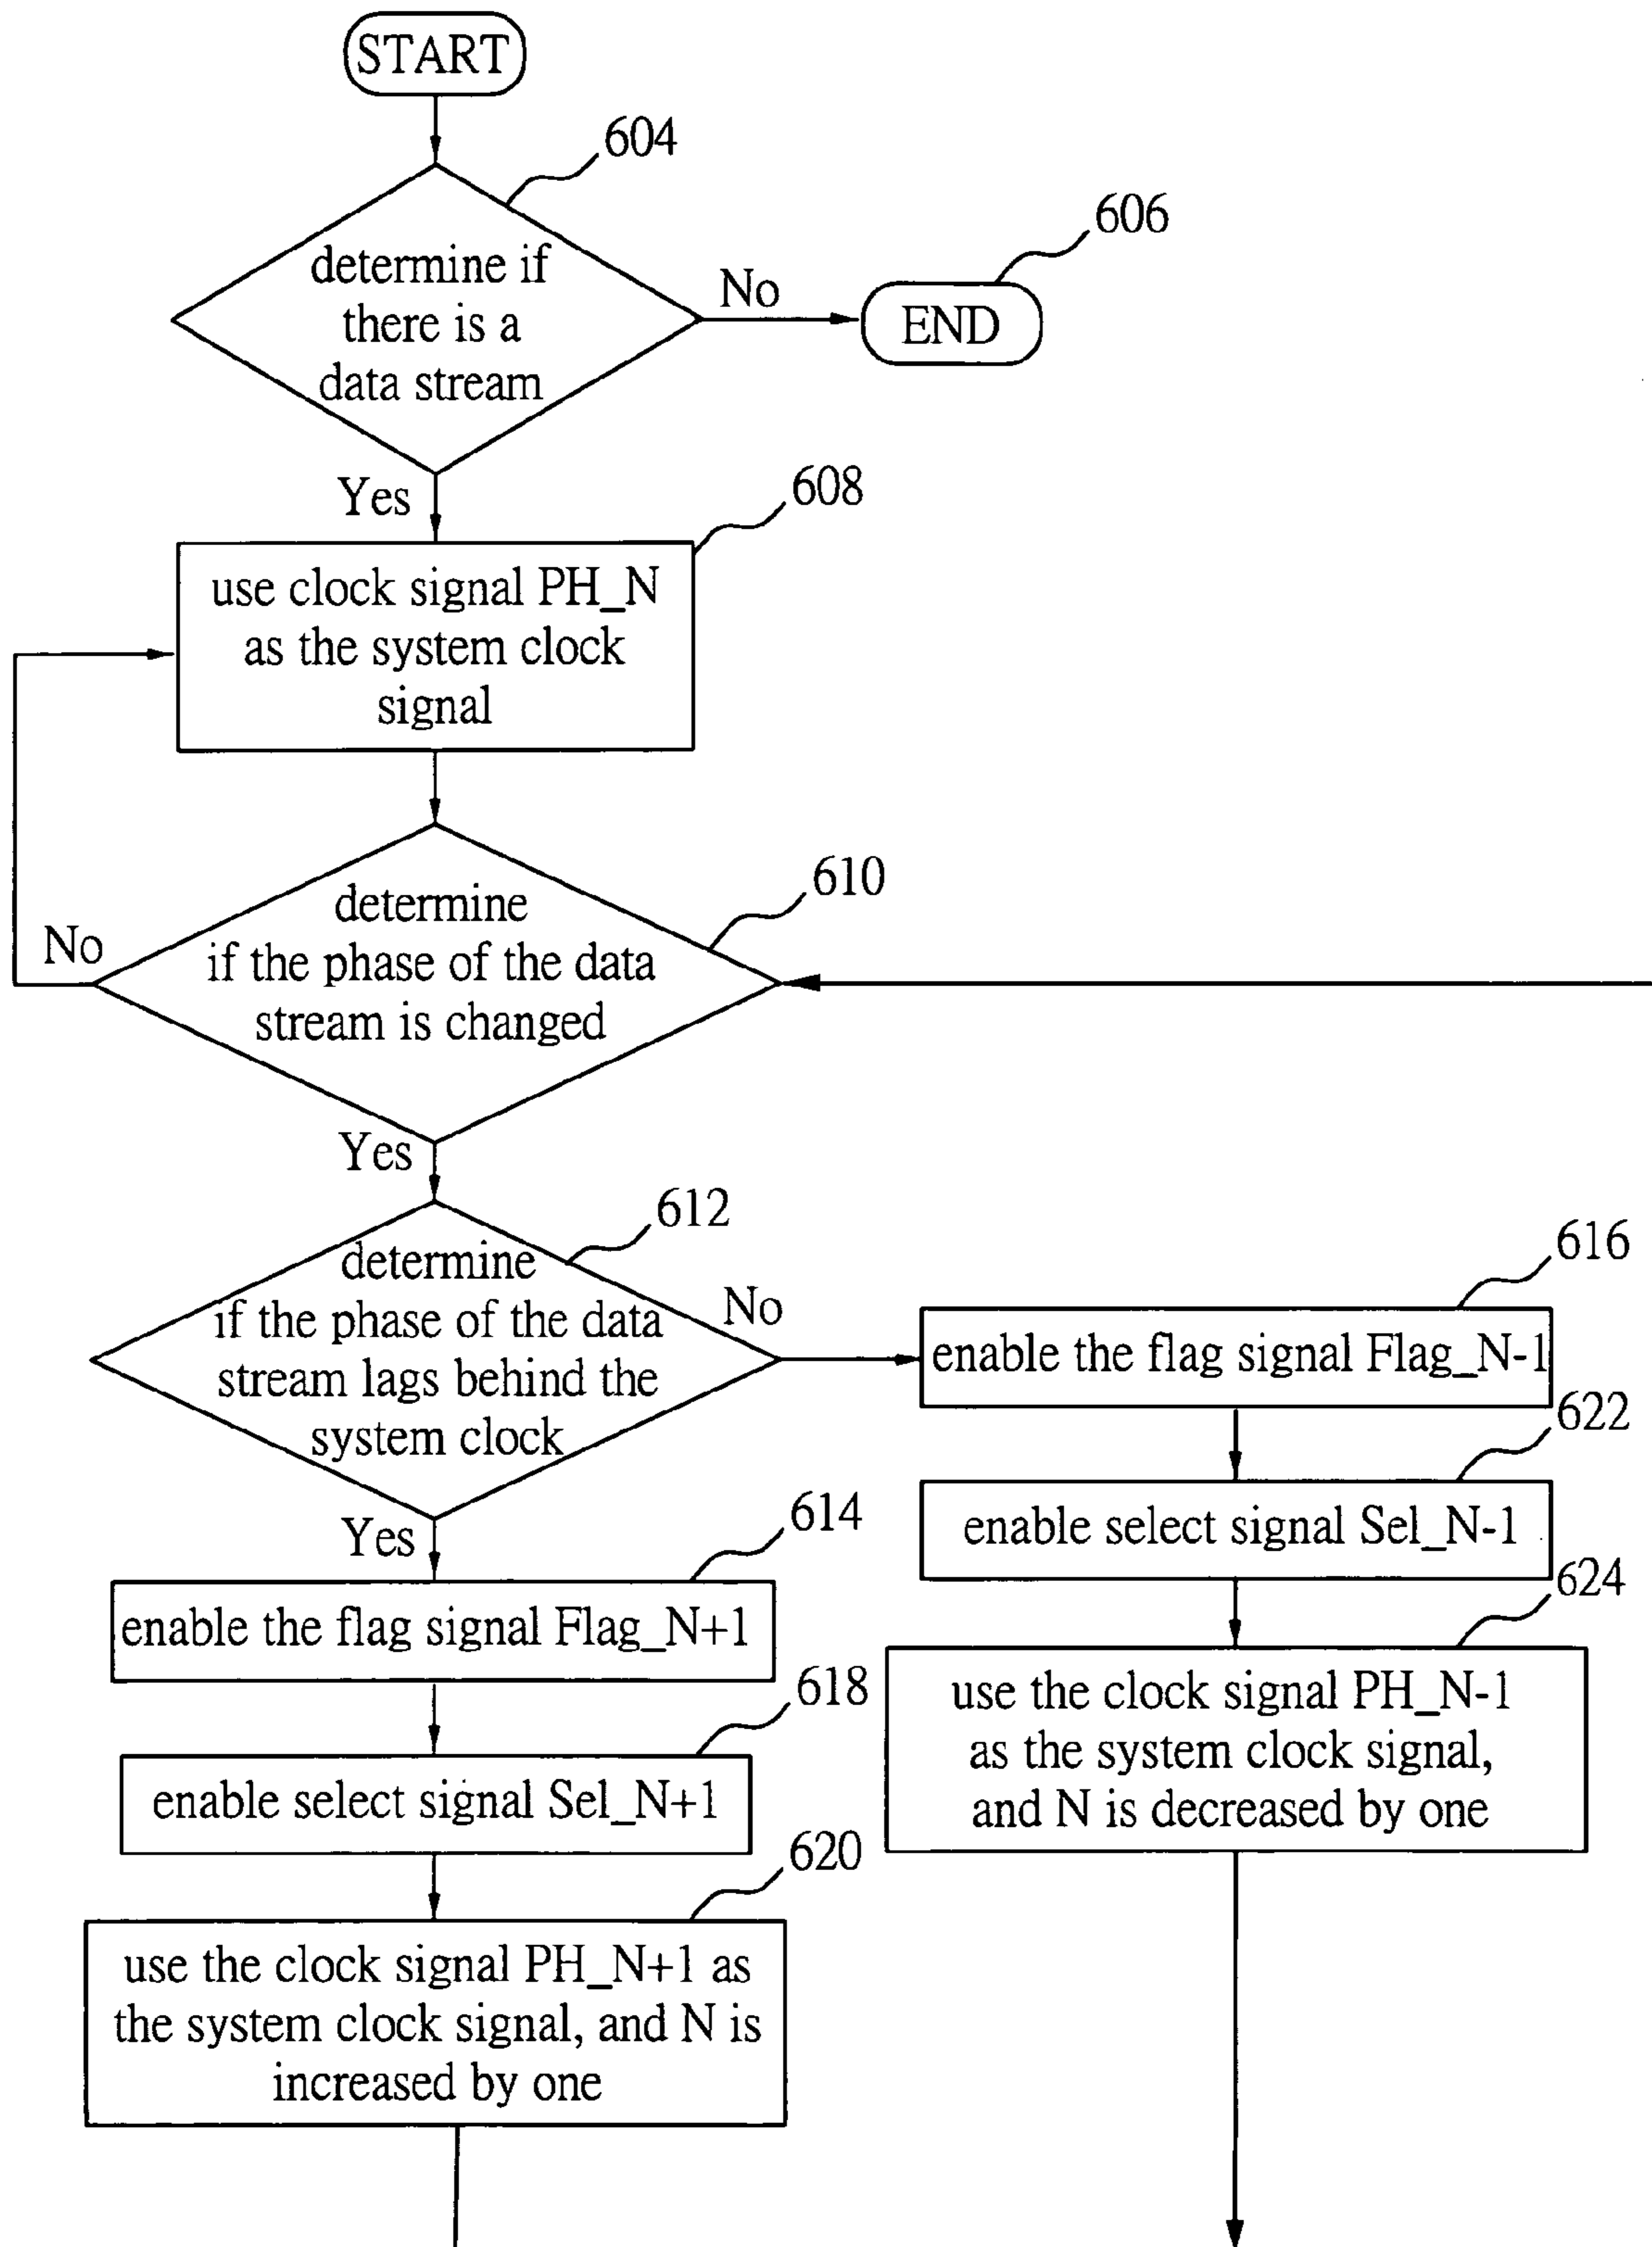 START
604
determine if
there is a
data stream
No
606
END
Yes
608
use clock signal PH_N
as the system clock
signal
610
determine
if the phase of the data
stream is changed
No
Yes
612
determine
if the phase of the data
stream lags behind the
system clock
No
616
enable the flag signal Flag_N-1
622
enable select signal Sel_N-1
624
use the clock signal PH_N-1
as the system clock signal,
and N is decreased by one
Yes
614
enable the flag signal Flag_N+1
618
enable select signal Sel_N+1
620
use the clock signal PH_N+1 as
the system clock signal, and N is
increased by one